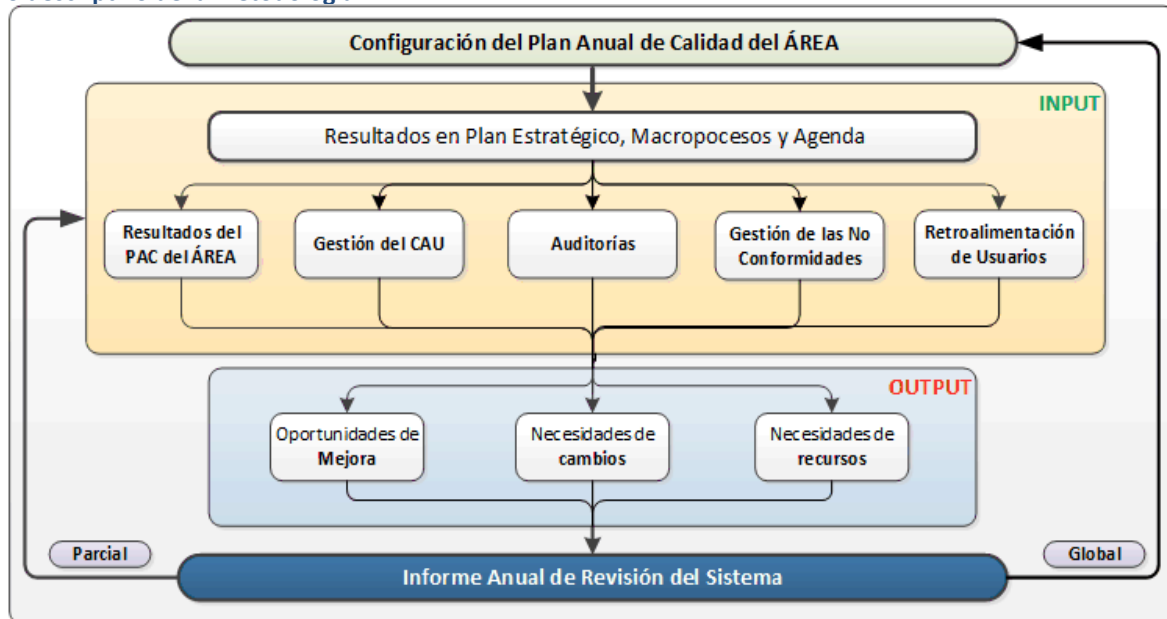 Configuración del Plan Anual de Calidad del ÁREA
INPUT
Resultados en Plan Estratégico, Macropocesos y Agenda
Resultados del
PAC del ÁREA
Gestión del CAU
Auditorías
Gestión de las No
Conformidades
Retroalimentación
de Usuarios
OUTPUT
Oportunidades de
Mejora
Necesidades de
cambios
Necesidades de
recursos
Parcial
Global
Informe Anual de Revisión del Sistema